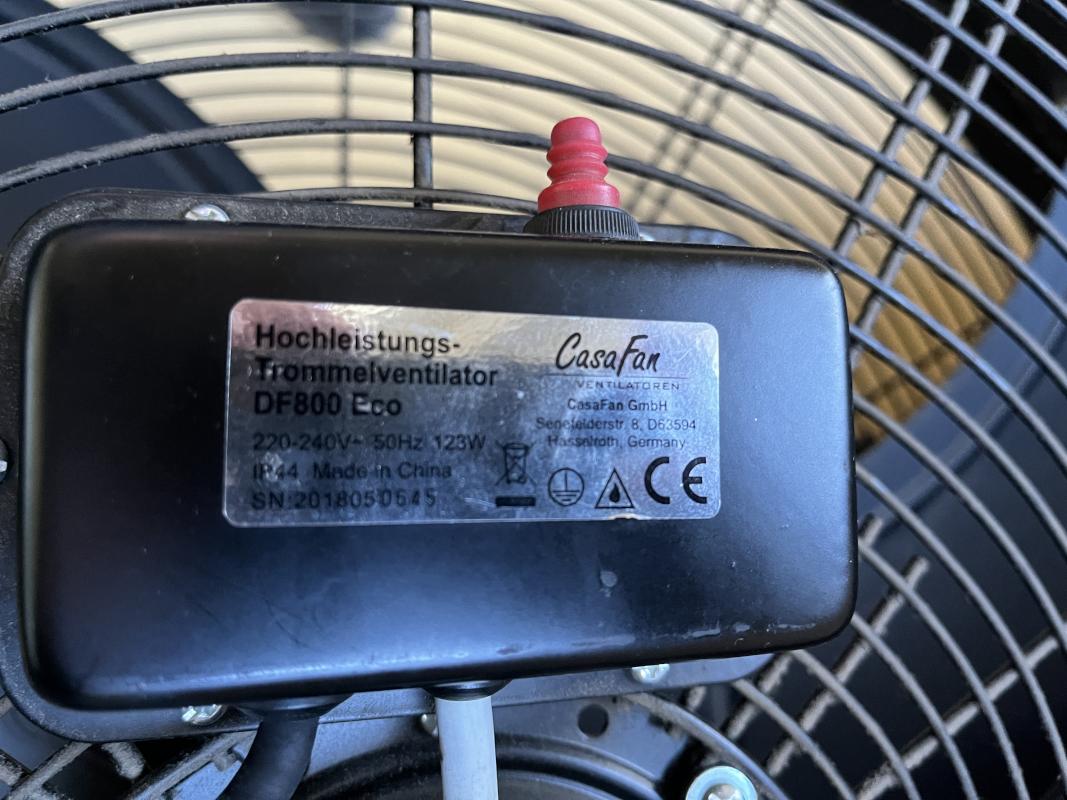 Hochleistungs-
Trommelventilator
DF800 Eco
220-240V~ 50Hz 123W
IP44 Made in China
SN:2018050645
CasaFan
VENTILATOREN
CasaFan GmbH
Senefelderstr. 8, D63594
Hasselroth, Germany
CE